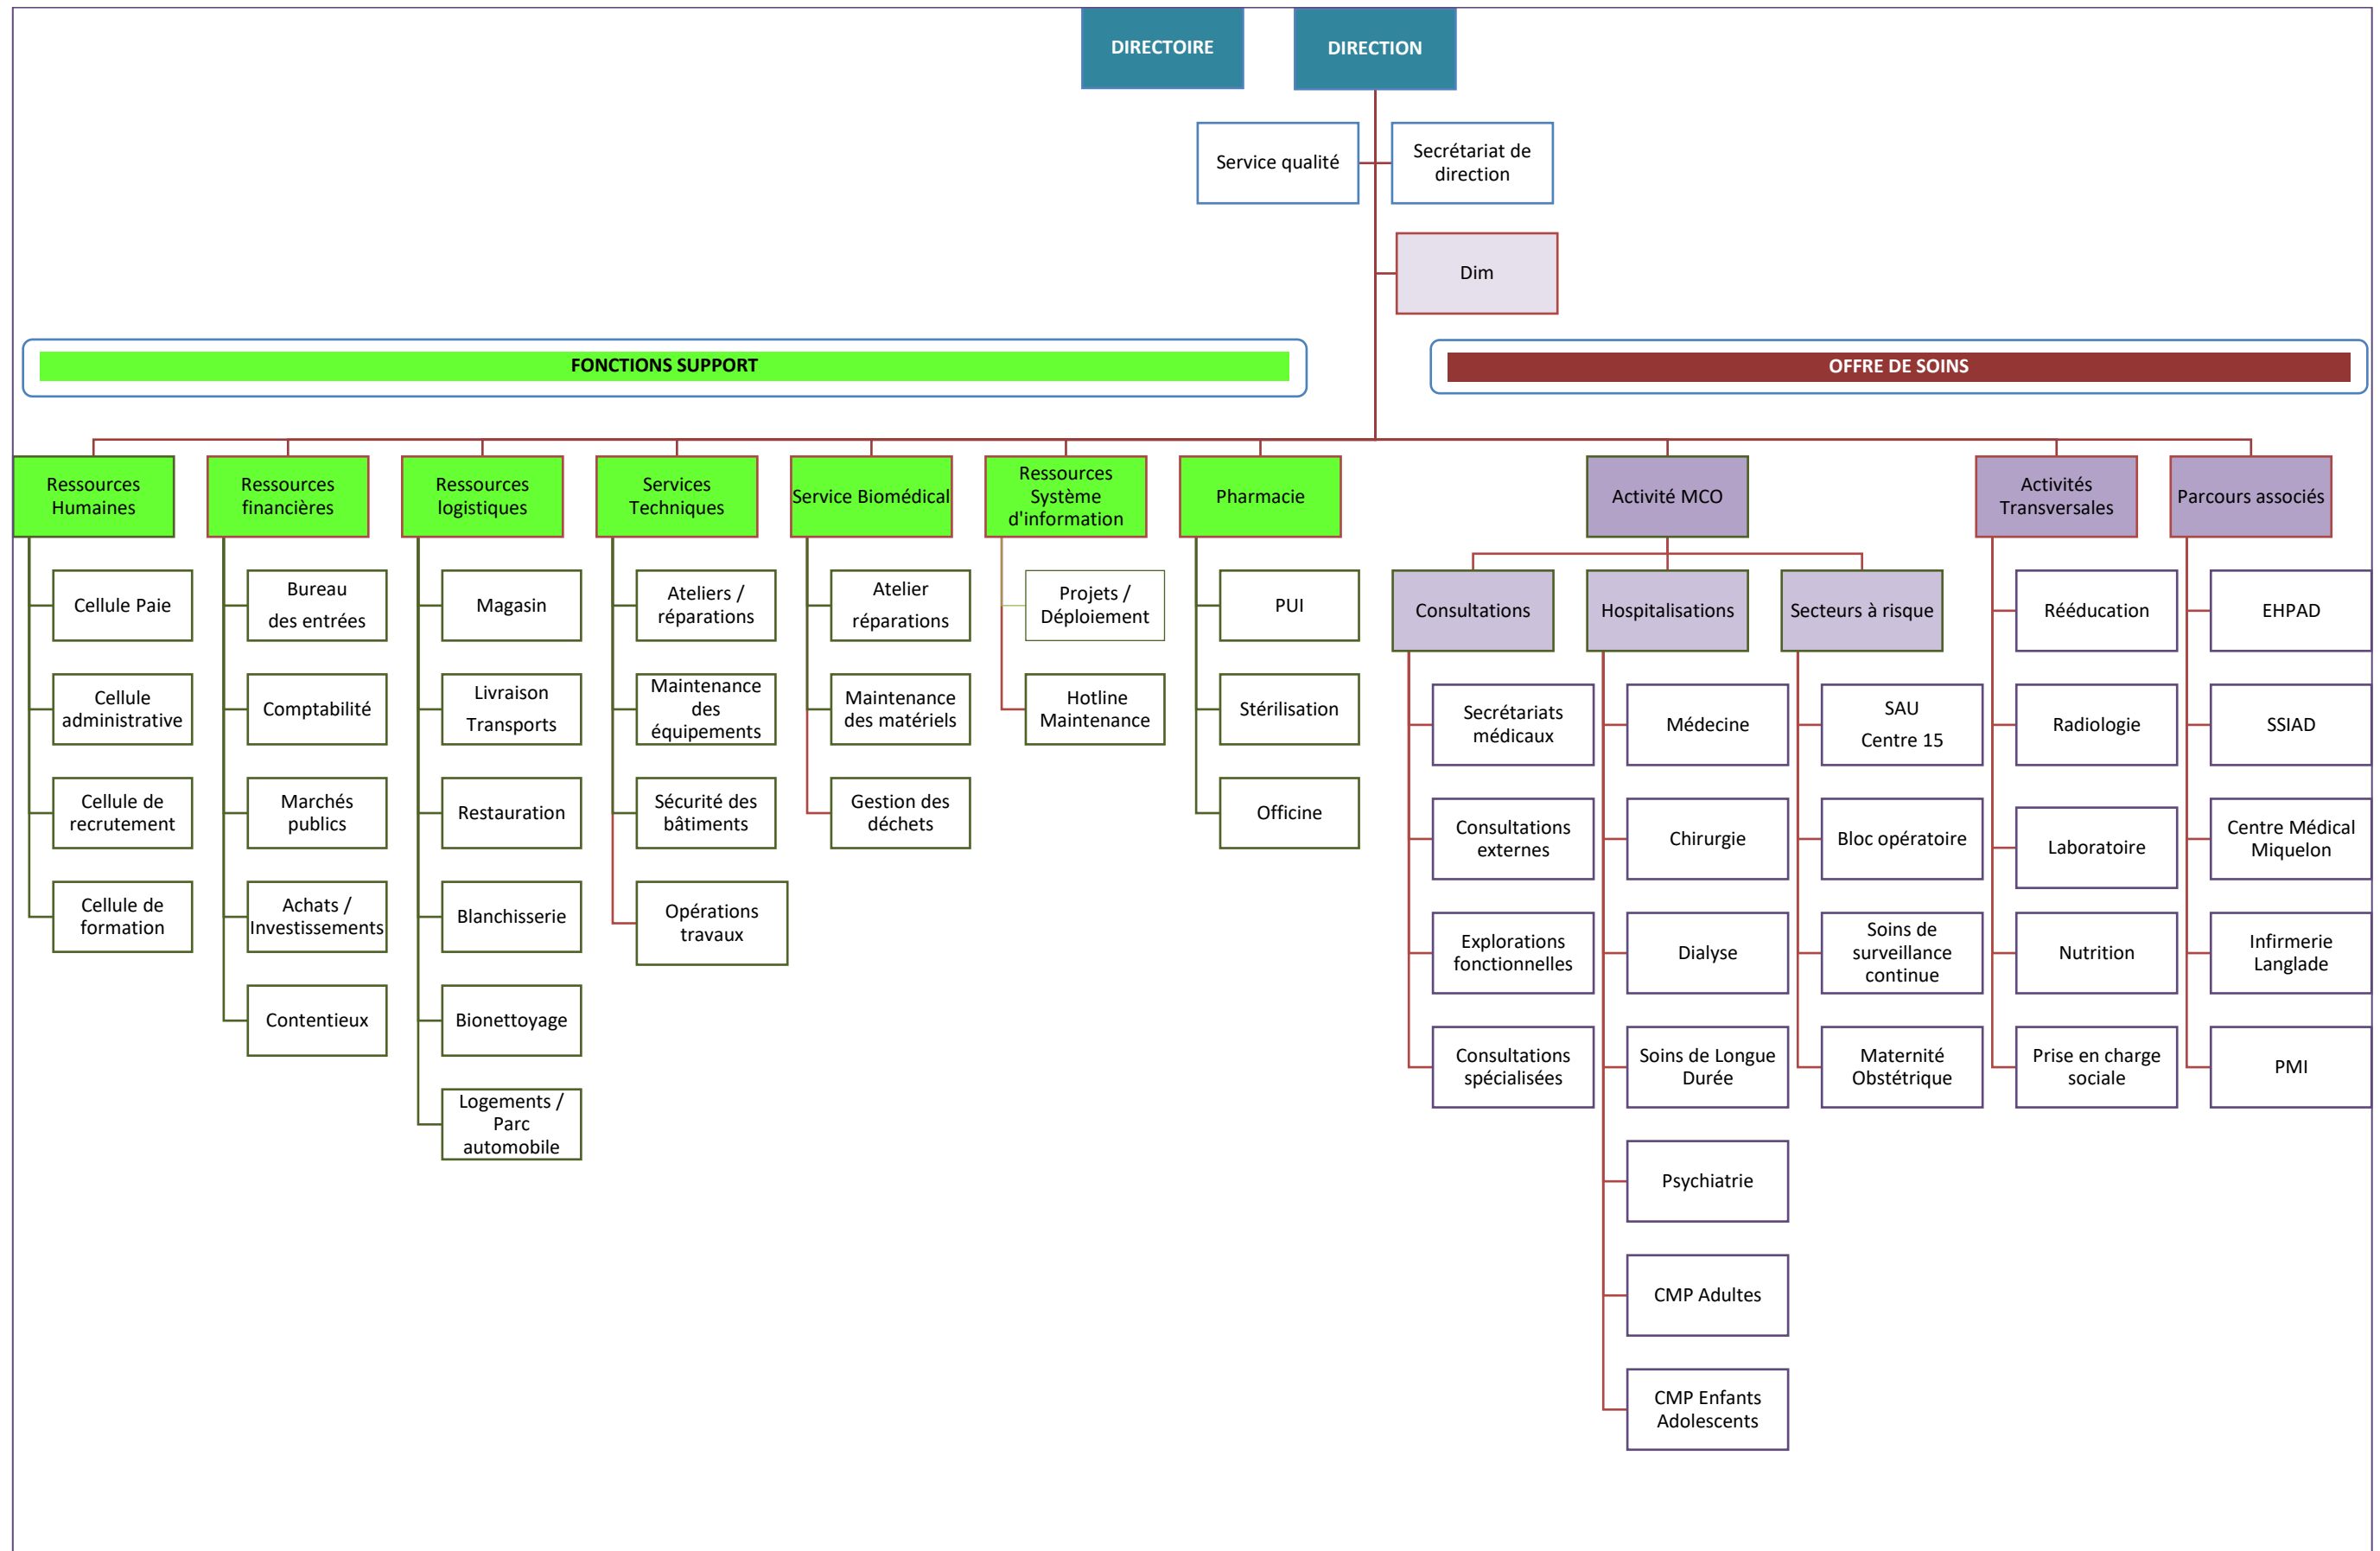 DIRECTOIRE
DIRECTION
Service qualité
Secrétariat de
direction
Dim
FONCTIONS SUPPORT
OFFRE DE SOINS
Ressources
Humaines
Cellule Paie
Cellule
administrative
Cellule de
recrutement
Cellule de
formation
Ressources
financières
Bureau
des entrées
Comptabilité
Marchés
publics
Achats /
Investissements
Contentieux
Ressources
logistiques
Magasin
Livraison
Transports
Restauration
Blanchisserie
Bionettoyage
Logements /
Parc
automobile
Services
Techniques
Ateliers /
réparations
Maintenance
des
équipements
Sécurité des
bâtiments
Opérations
travaux
Service Biomédical
Atelier
réparations
Maintenance
des matériels
Gestion des
déchets
Ressources
Système
d'information
Projets /
Déploiement
Hotline
Maintenance
Pharmacie
PUI
Stérilisation
Officine
Activité MCO
Consultations
Secrétariats
médicaux
Consultations
externes
Explorations
fonctionnelles
Consultations
spécialisées
Hospitalisations
Médecine
Chirurgie
Dialyse
Soins de Longue
Durée
Psychiatrie
CMP Adultes
CMP Enfants
Adolescents
Secteurs à risque
SAU
Centre 15
Bloc opératoire
Soins de
surveillance
continue
Maternité
Obstétrique
Activités
Transversales
Rééducation
Radiologie
Laboratoire
Nutrition
Prise en charge
sociale
Parcours associés
EHPAD
SSIAD
Centre Médical
Miquelon
Infirmerie
Langlade
PMI